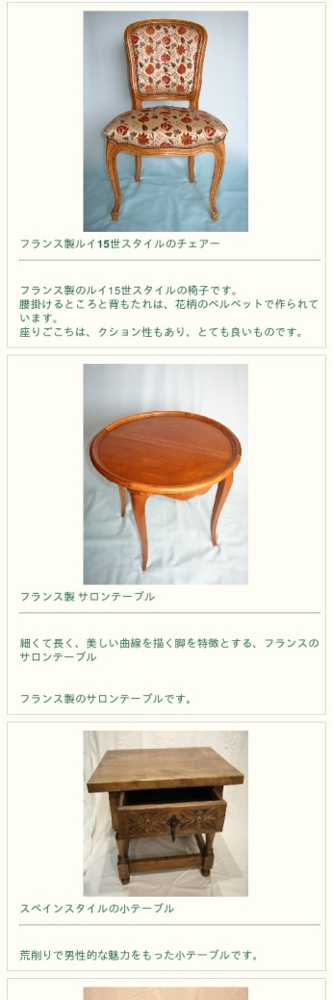 フランス製ルイ15世スタイルのチェアー
フランス製のルイ15世スタイルの椅子です。
腰掛けるところと背もたれは、花柄のベルベットで作られて
います。
座りごこちは、クション性もあり、とても良いものです。
フランス製 サロンテーブル
細くて長く、美しい曲線を描く脚を特徴とする、フランスの
サロンテーブル
フランス製のサロンテーブルです。
スペインスタイルの小テーブル
荒削りで男性的な魅力をもった小テーブルです。